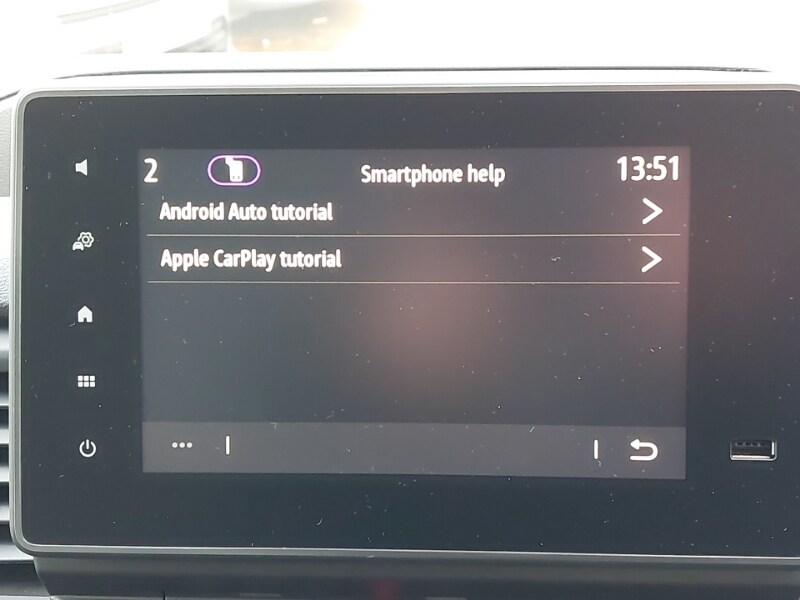 2 Smartphone help 13:51
Android Auto tutorial
Apple CarPlay tutorial